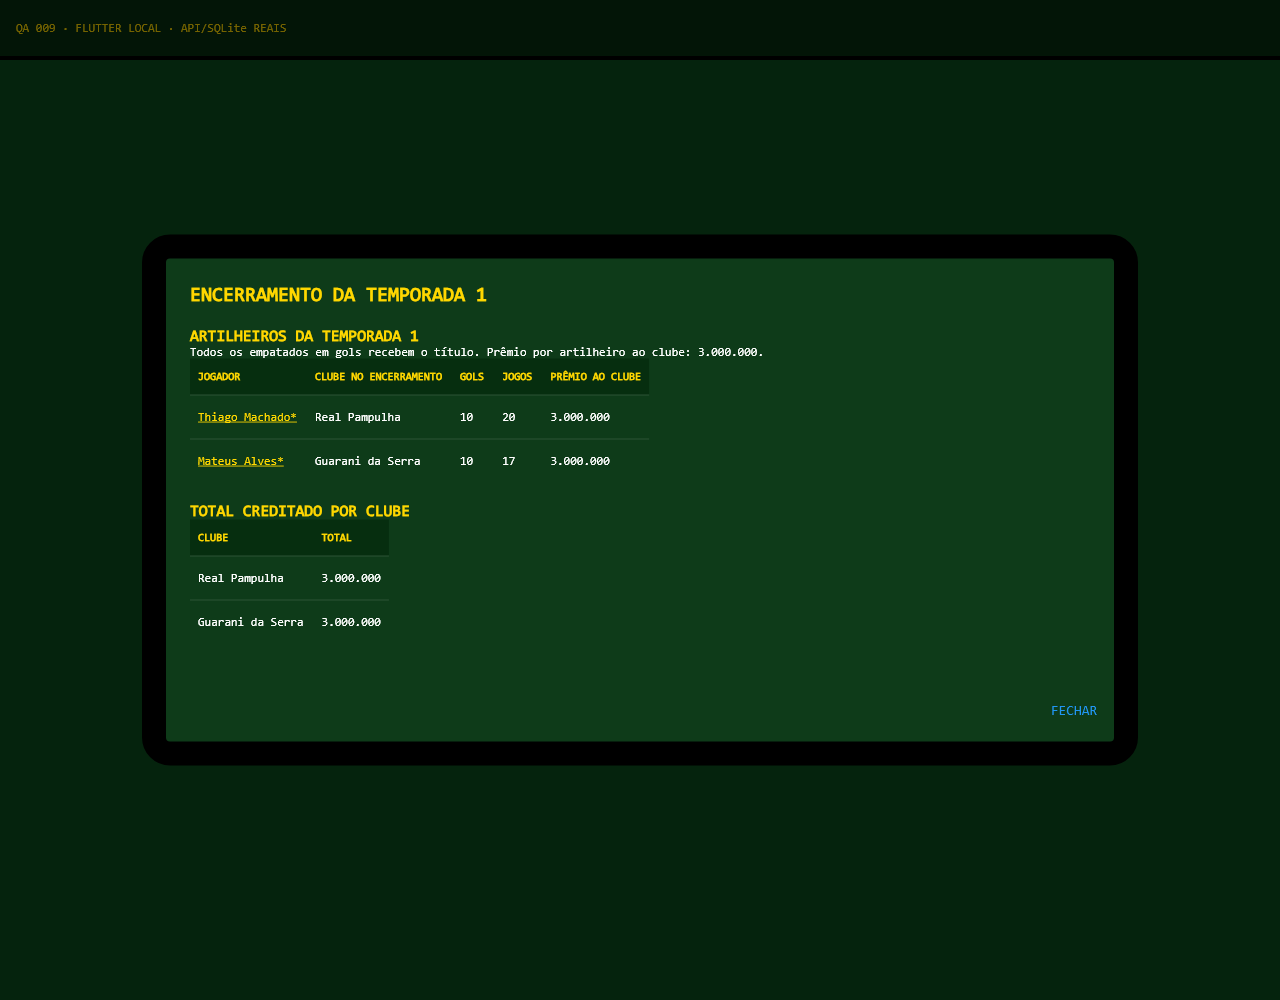 QA 009 · FLUTTER LOCAL · API/SQLite REAIS
ENCERRAMENTO DA TEMPORADA 1
ARTILHEIROS DA TEMPORADA 1
Todos os empatados em gols recebem o título. Prêmio por artilheiro ao clube: 3.000.000.
JOGADOR CLUBE NO ENCERRAMENTO GOLS JOGOS PRÊMIO AO CLUBE
Thiago Machado* Real Pampulha 10 20 3.000.000
Mateus Alves* Guarani da Serra 10 17 3.000.000
TOTAL CREDITADO POR CLUBE
CLUBE TOTAL
Real Pampulha 3.000.000
Guarani da Serra 3.000.000
FECHAR